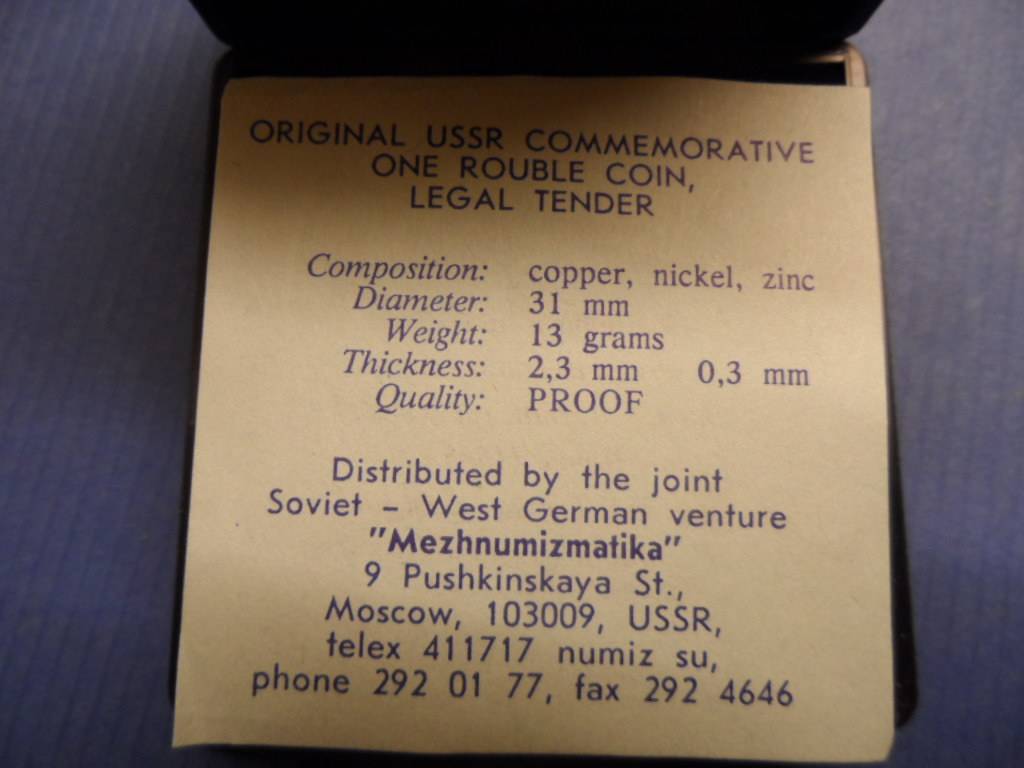 ORIGINAL USSR COMMEMORATIVE
ONE ROUBLE COIN,
LEGAL TENDER
Composition: copper, nickel, zinc
Diameter: 31 mm
Weight: 13 grams
Thickness: 2,3 mm 0,3 mm
Quality: PROOF
Distributed by the joint
Soviet – West German venture
"Mezhnumizmatika"
9 Pushkinskaya St.,
Moscow, 103009, USSR,
telex 411717 numiz su,
phone 292 01 77, fax 292 4646